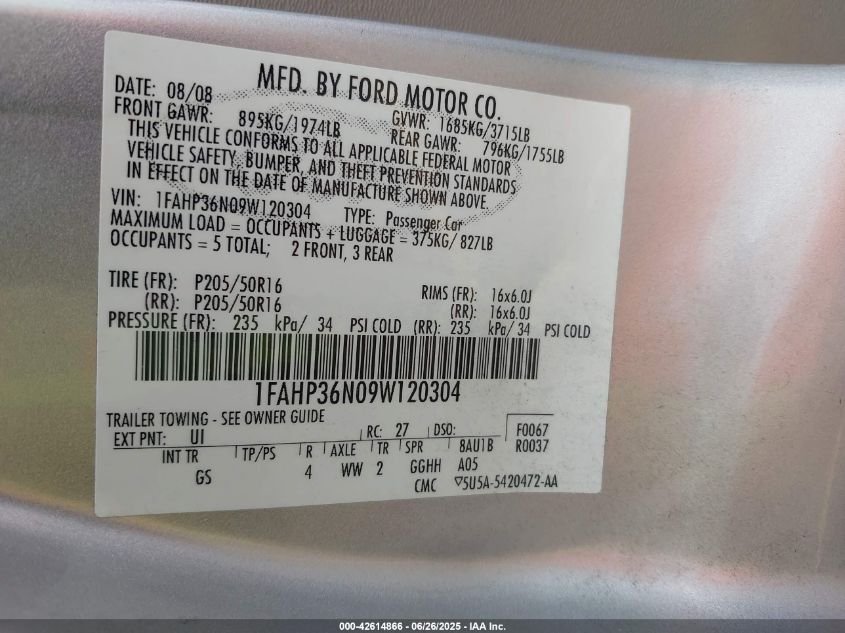 MFD. BY FORD MOTOR CO.
DATE: 08/08 GVWR: 1685KG/3715LB
FRONT GAWR: 895KG/1974LB REAR GAWR: 796KG/1755LB
THIS VEHICLE CONFORMS TO ALL APPLICABLE FEDERAL MOTOR
VEHICLE SAFETY, BUMPER, AND THEFT PREVENTION STANDARDS
IN EFFECT ON THE DATE OF MANUFACTURE SHOWN ABOVE.
VIN: 1FAHP36N09W120304 TYPE: Passenger Car
MAXIMUM LOAD = OCCUPANTS + LUGGAGE = 375KG/ 827LB
OCCUPANTS = 5 TOTAL; 2 FRONT, 3 REAR
TIRE (FR): P205/50R16 RIMS (FR): 16x6.0J
(RR): P205/50R16 (RR): 16x6.0J
PRESSURE (FR): 235 kPa/ 34 PSI COLD (RR): 235 kPa/ 34 PSI COLD
1FAHP36N09W120304
TRAILER TOWING - SEE OWNER GUIDE
EXT PNT: UI RC: 27 DSO: F0067
INT TR TP/PS R AXLE TR SPR 8AU1B R0037
GS 4 WW 2 GGHH A05
CMC ▽5U5A-5420472-AA
000-42614866 - 06/26/2025 - IAA Inc.